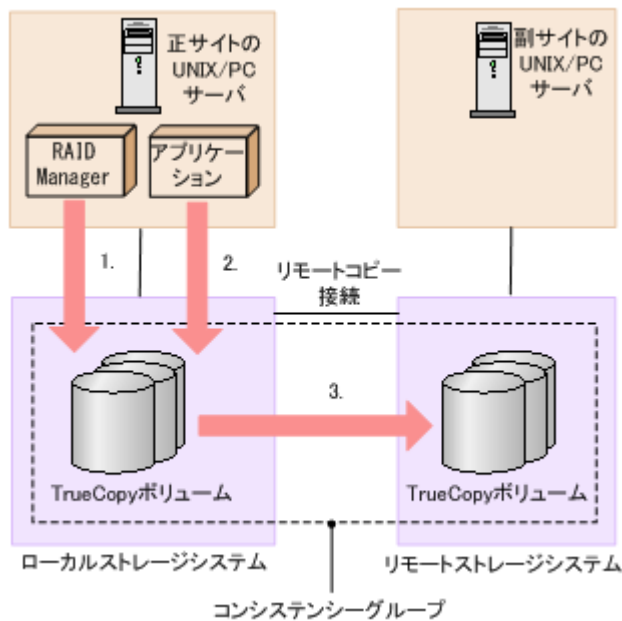 正サイトの
UNIX/PC
サーバ
副サイトの
UNIX/PC
サーバ
RAID
Manager
アプリケー
ション
1.
2.
リモートコピー
接続
3.
TrueCopyボリューム
TrueCopyボリューム
ローカルストレージシステム
リモートストレージシステム
コンシステンシーグループ